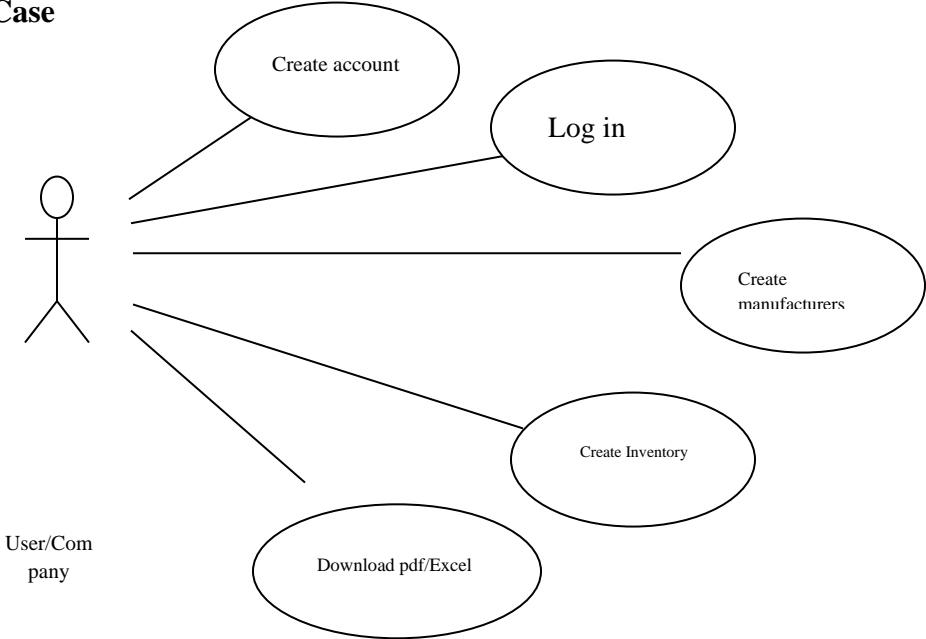 Case
Create account
Log in
Create
manufacturers
Create Inventory
User/Com
pany
Download pdf/Excel